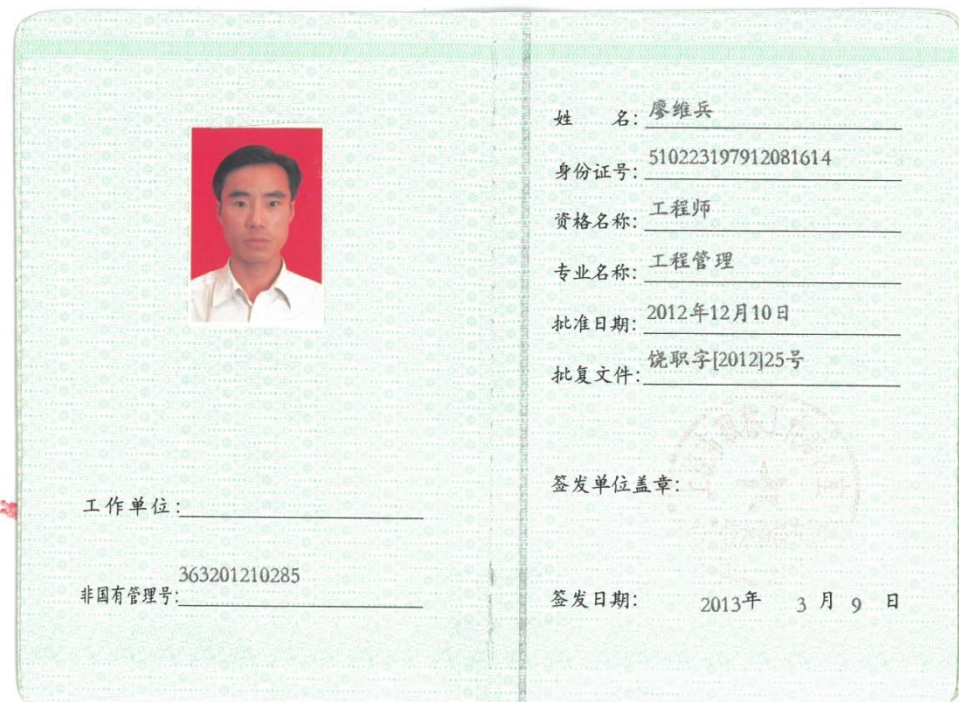 工作单位:
非国有管理号: 363201210285
姓 名: 廖维兵
身份证号: 510223197912081614
资格名称: 工程师
专业名称: 工程管理
批准日期: 2012年12月10日
批复文件: 饶职字[2012]25号
签发单位盖章:
签发日期: 2013年 3 月 9 日